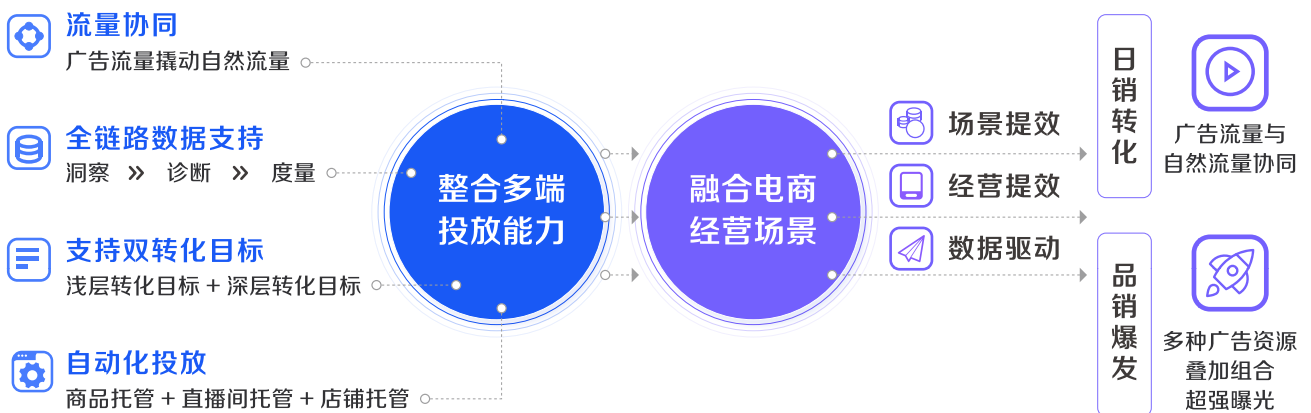 流量协同
广告流量撬动自然流量
全链路数据支持
洞察 » 诊断 » 度量
支持双转化目标
浅层转化目标 + 深层转化目标
自动化投放
商品托管 + 直播间托管 + 店铺托管
整合多端
投放能力
融合电商
经营场景
场景提效
经营提效
数据驱动
日销转化
广告流量与
自然流量协同
品销爆发
多种广告资源
叠加组合
超强曝光